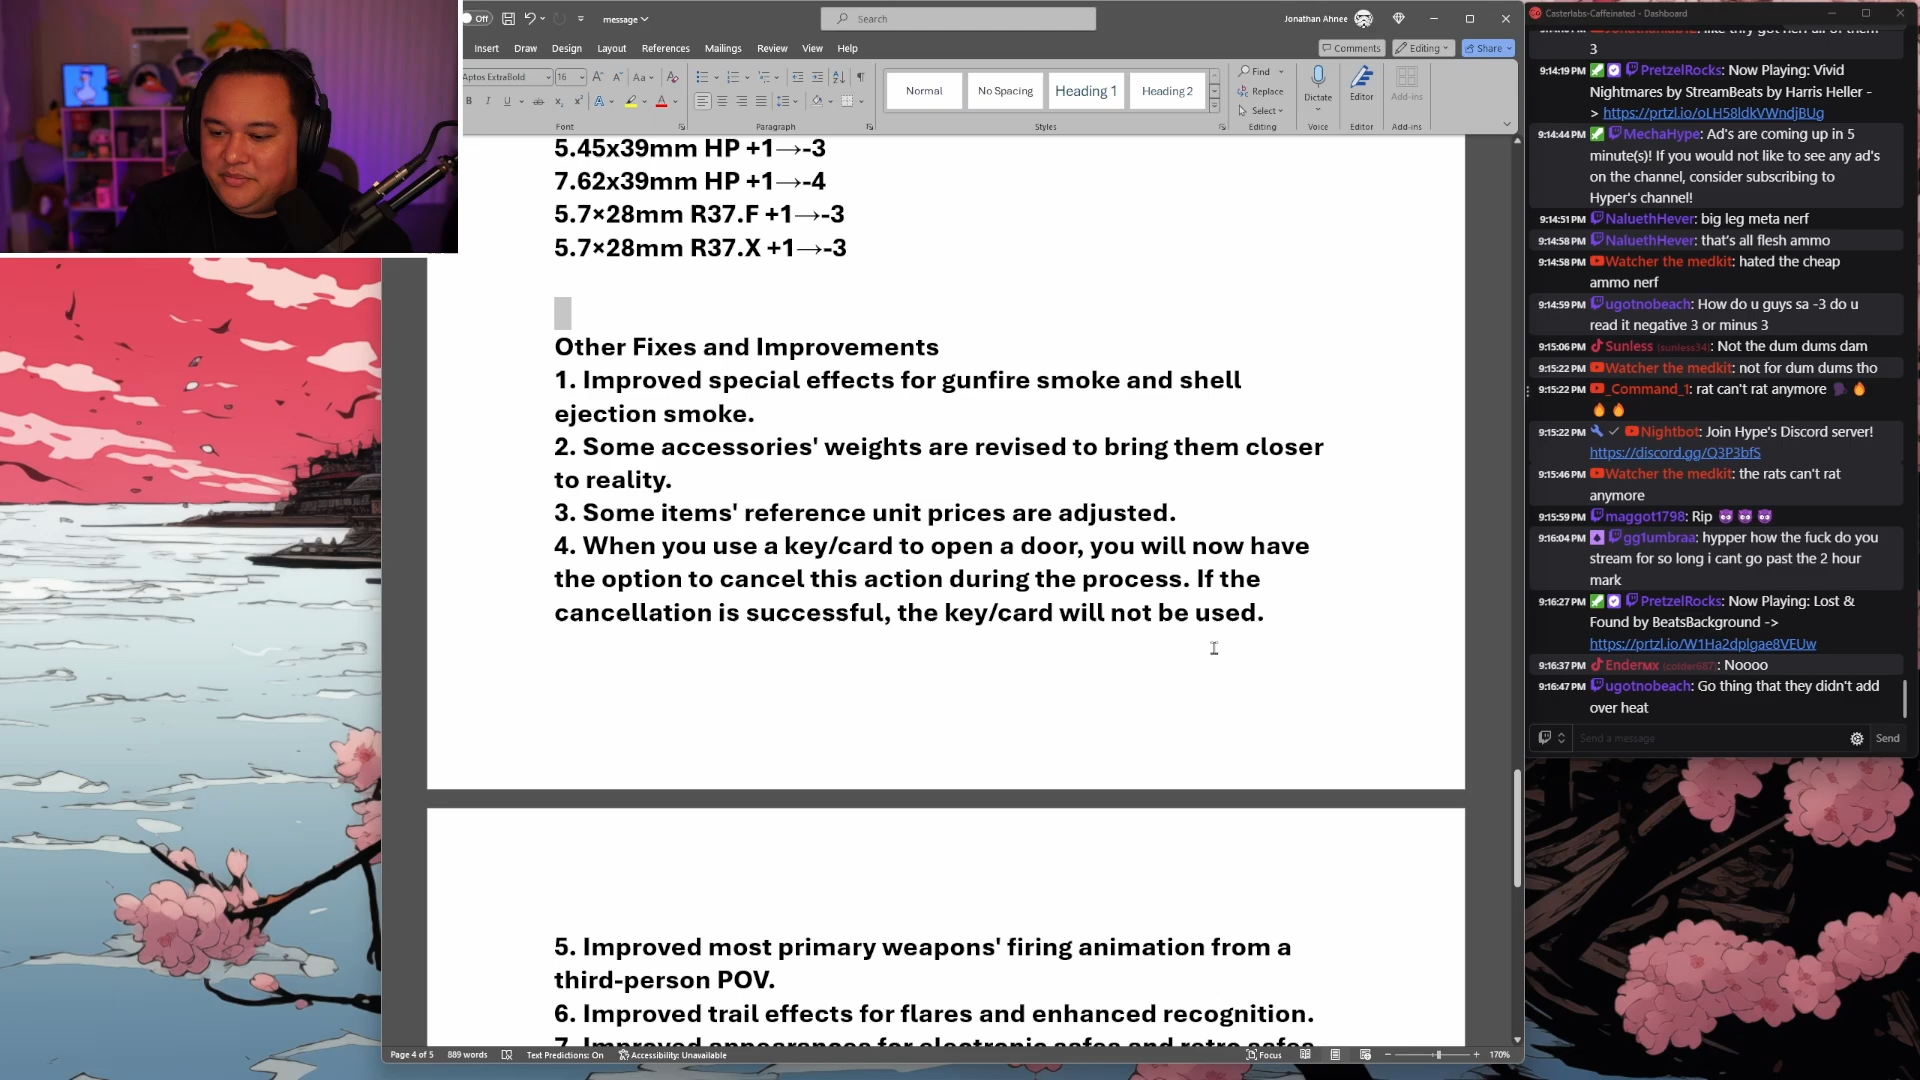 Off
message
Search
Jonathan Ahnee
Insert Draw Design Layout References Mailings Review View Help
Comments Editing Share
Aptos ExtraBold 16
Normal No Spacing Heading 1 Heading 2
Find
Replace
Select
Dictate Editor Add-ins
Font Paragraph Styles Editing Voice Editor Add-ins
5.45x39mm HP +1→-3
7.62x39mm HP +1→-4
5.7×28mm R37.F +1→-3
5.7×28mm R37.X +1→-3
Other Fixes and Improvements
1. Improved special effects for gunfire smoke and shell
ejection smoke.
2. Some accessories' weights are revised to bring them closer
to reality.
3. Some items' reference unit prices are adjusted.
4. When you use a key/card to open a door, you will now have
the option to cancel this action during the process. If the
cancellation is successful, the key/card will not be used.
5. Improved most primary weapons' firing animation from a
third-person POV.
6. Improved trail effects for flares and enhanced recognition.
7. Improved appearances for electronic safes and retro safes
Page 4 of 5 889 words Text Predictions: On Accessibility: Unavailable Focus 170%
Casterlabs-Caffeinated - Dashboard
3
9:14:19 PM PretzelRocks: Now Playing: Vivid
Nightmares by StreamBeats by Harris Heller -
> https://prtzl.io/oLH58ldkVWndjBUg
9:14:44 PM MechaHype: Ad's are coming up in 5
minute(s)! If you would not like to see any ad's
on the channel, consider subscribing to
Hyper's channel!
9:14:51 PM NaluethHever: big leg meta nerf
9:14:58 PM NaluethHever: that's all flesh ammo
9:14:58 PM Watcher the medkit: hated the cheap
ammo nerf
9:14:59 PM ugotnobeach: How do u guys sa -3 do u
read it negative 3 or minus 3
9:15:06 PM Sunless (sunless34): Not the dum dums dam
9:15:22 PM Watcher the medkit: not for dum dums tho
9:15:22 PM _Command_1: rat can't rat anymore
9:15:22 PM Nightbot: Join Hype's Discord server!
https://discord.gg/Q3P3bfS
9:15:46 PM Watcher the medkit: the rats can't rat
anymore
9:15:59 PM maggot1798: Rip
9:16:04 PM gg1umbraa: hypper how the fuck do you
stream for so long i cant go past the 2 hour
mark
9:16:27 PM PretzelRocks: Now Playing: Lost &
Found by BeatsBackground ->
https://prtzl.io/W1Ha2dplgae8VEUw
9:16:37 PM Endermx (coldar687): Noooo
9:16:47 PM ugotnobeach: Go thing that they didn't add
over heat
Send a message
Send